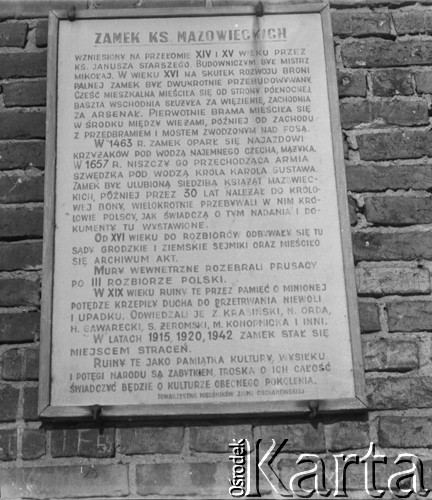 ZAMEK KS. MAZOWIECKICH
WZNIESIONY NA PRZEŁOMIE XIV I XV WIEKU PRZEZ
KS. JANUSZA STARSZEGO. BUDOWNICZYM BYŁ MISTRZ
MIKOŁAJ. W WIEKU XVI NA SKUTEK ROZWOJU BRONI
PALNEJ ZAMEK BYŁ DWUKROTNIE PRZEBUDOWYWANY.
CZĘŚĆ MIESZKALNA MIEŚCIŁA SIĘ OD STRONY PÓŁNOCNEJ
BASZTA WSCHODNIA SŁUŻYŁA ZA WIĘZIENIE, ZACHODNIA
ZA ARSENAŁ. PIERWOTNIE BRAMA MIEŚCIŁA SIĘ
W ŚRODKU MIĘDZY WIEŻAMI, PÓŹNIEJ OD ZACHODU
Z PRZEDBRAMIEM I MOSTEM ZWODZONYM NAD FOSĄ.
W 1463 R. ZAMEK OPARŁ SIĘ NAJAZDOWI
KRZYŻAKÓW POD WODZĄ NAJEMNEGO CZECHA, MAZYKA.
W 1657 R. NISZCZY GO PRZECHODZĄCA ARMIA
SZWEDZKA POD WODZĄ KRÓLA KAROLA GUSTAWA.
ZAMEK BYŁ ULUBIONĄ SIEDZIBĄ KSIĄŻĄT MAZOWIEC-
KICH, PÓŹNIEJ PRZEZ 30 LAT NALEŻAŁ DO KRÓLO-
WEJ BONY. WIELOKROTNIE PRZEBYWALI W NIM KRÓ-
LOWIE POLSCY, JAK ŚWIADCZĄ O TYM NADANIA I DO-
KUMENTY TU WYSTAWIONE.
OD XVI WIEKU DO ROZBIORÓW ODBYWAŁY SIĘ TU
SĄDY GRODZKIE I ZIEMSKIE SEJMIKI ORAZ MIEŚCIŁO
SIĘ ARCHIWUM AKT.
MURY WEWNĘTRZNE ROZEBRALI PRUSACY
PO III ROZBIORZE POLSKI.
W XIX WIEKU RUINY TE PRZEZ PAMIĘĆ O MINIONEJ
POTĘDZE KRZEPIŁY DUCHA DO PRZETRWANIA NIEWOLI
I UPADKU. ODWIEDZALI JE Z. KRASIŃSKI, N. ORDA,
H. GAWARECKI, S. ŻEROMSKI, M. KONOPNICKA I INNI.
W LATACH 1915, 1920, 1942 ZAMEK STAŁ SIĘ
MIEJSCEM STRACEŃ.
RUINY TE JAKO PAMIĄTKA KULTURY, WYSIŁKU
I POTĘGI NARODU SĄ ZABYTKIEM, TROSKA O ICH CAŁOŚĆ
ŚWIADCZYĆ BĘDZIE O KULTURZE OBECNEGO POKOLENIA.
TOWARZYSTWO MIŁOŚNIKÓW ZIEMI CIECHANOWSKIEJ
Ośrodek
Karta